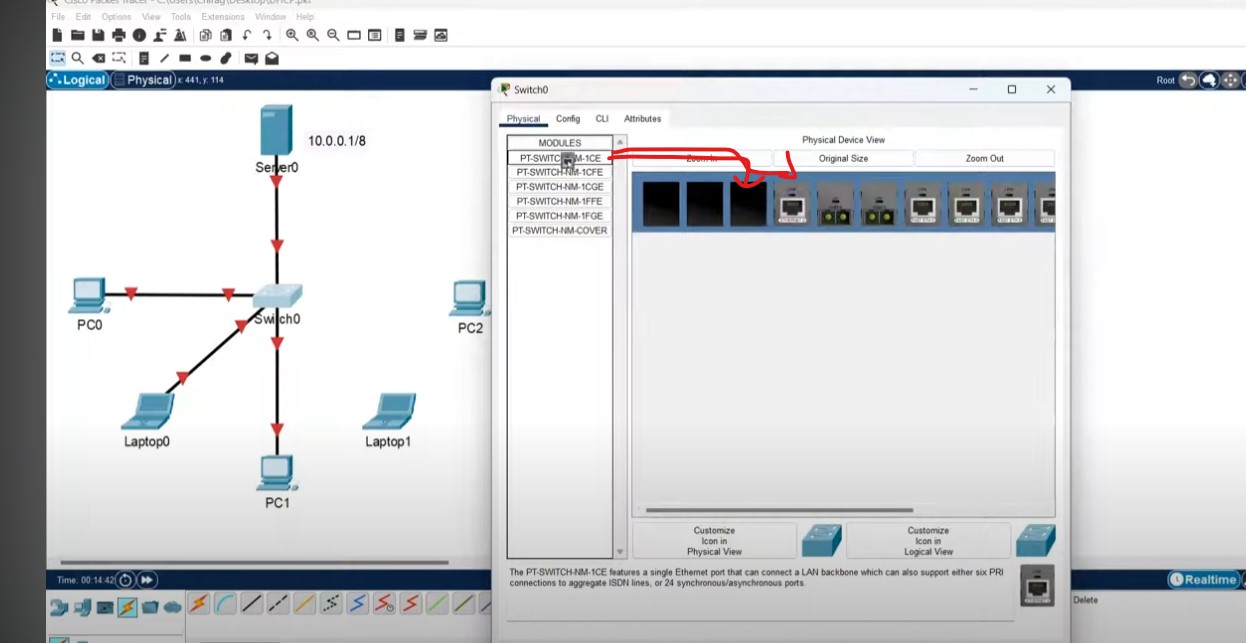 Cisco Packet Tracer - C:\Users\Chirag\Desktop\DHCP.pkt
File Edit Options View Tools Extensions Window Help
Logical Physical x: 441, y: 114 Root
Switch0
Physical Config CLI Attributes
MODULES
PT-SWITCH-NM-1CE
PT-SWITCH-NM-1CFE
PT-SWITCH-NM-1CGE
PT-SWITCH-NM-1FFE
PT-SWITCH-NM-1FGE
PT-SWITCH-NM-COVER
Physical Device View
Zoom In Original Size Zoom Out
10.0.0.1/8
Server0
PC0
Switch0
PC2
Laptop0
Laptop1
PC1
Customize
Icon in
Physical View
Customize
Icon in
Logical View
The PT-SWITCH-NM-1CE features a single Ethernet port that can connect a LAN backbone which can also support either six PRI
connections to aggregate ISDN lines, or 24 synchronous/asynchronous ports.
Time: 00:14:42
Realtime
Delete